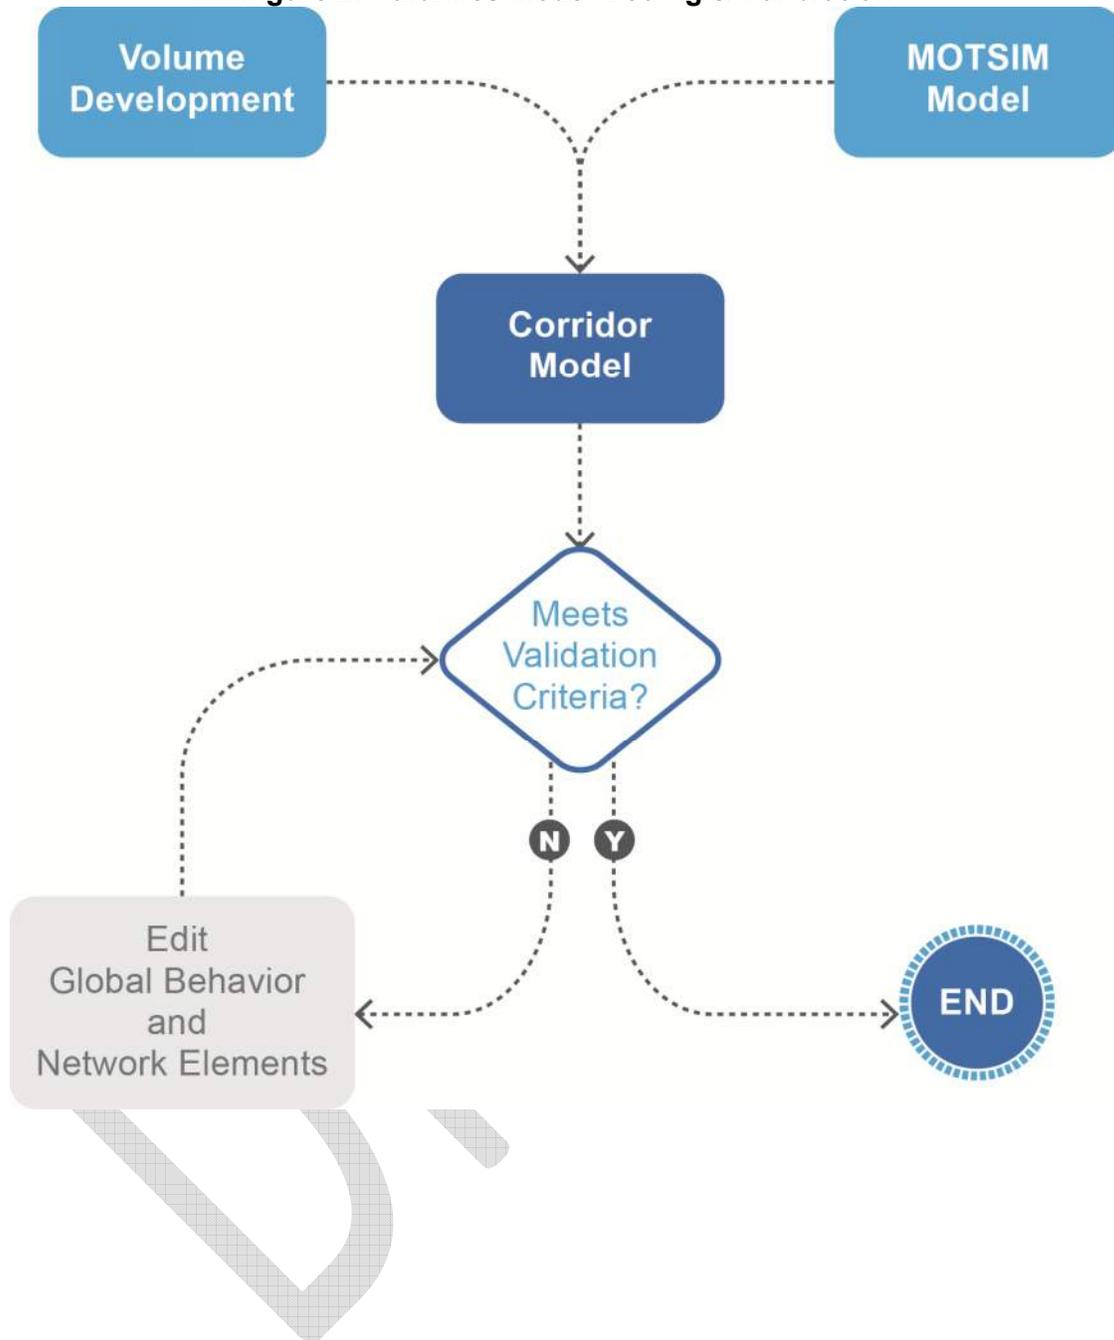 Volume
Development
MOTSIM
Model
Corridor
Model
Meets
Validation
Criteria?
N
Y
Edit
Global Behavior
and
Network Elements
END